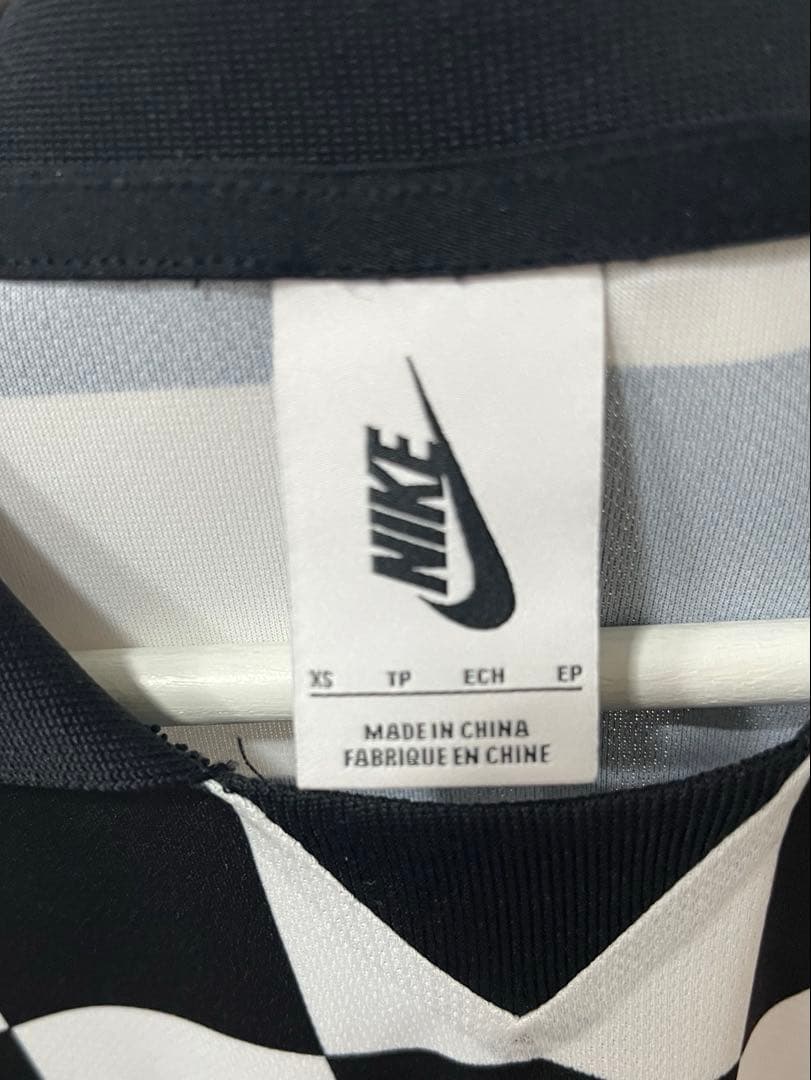 NIKE
XS TP ECH EP
MADE IN CHINA
FABRIQUE EN CHINE